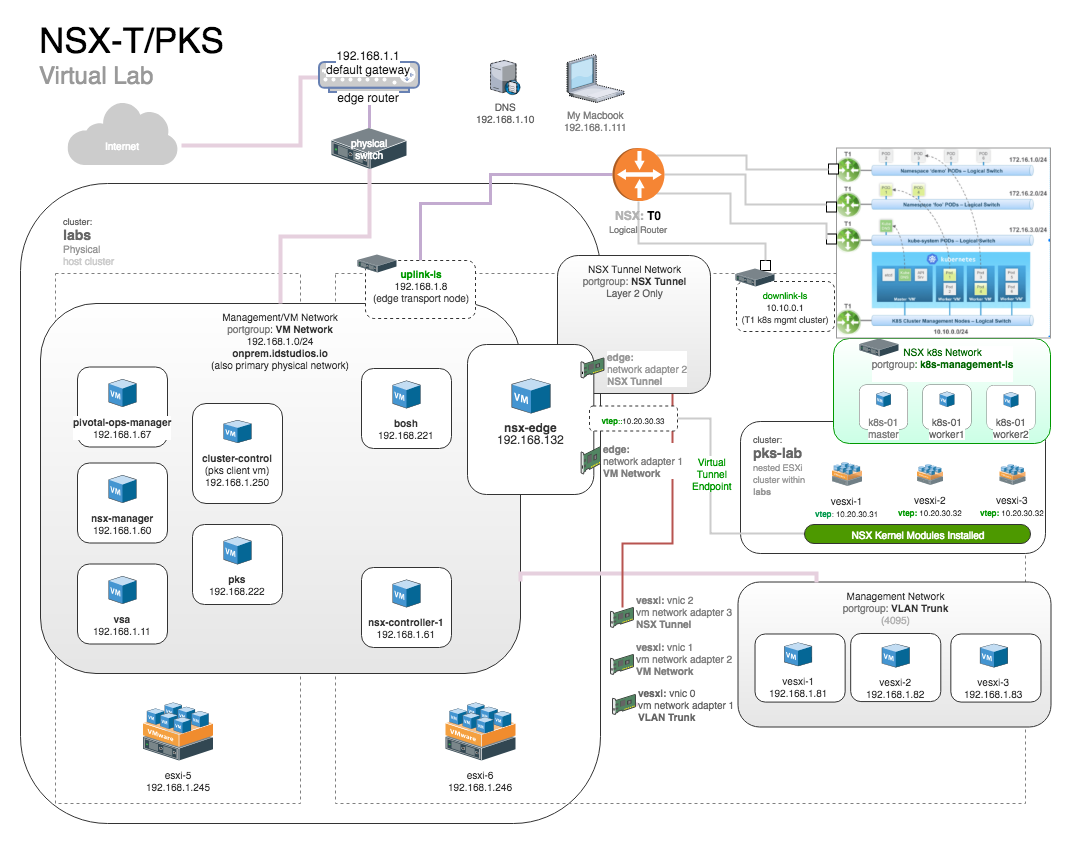 NSX-T/PKS
Virtual Lab
192.168.1.1
default gateway
edge router
Internet
physical
switch
DNS
192.168.1.10
My Macbook
192.168.1.111
NSX: T0
Logical Router
T1
172.16.1.0/24
Namespace 'demo' PODs – Logical Switch
T1
172.16.2.0/24
Namespace 'foo' PODs – Logical Switch
T1
172.16.3.0/24
kube-system PODs – Logical Switch
kubernetes
T1
K8S Cluster Management Nodes – Logical Switch
10.10.0.0/24
cluster:
labs
Physical
host cluster
uplink-ls
192.168.1.8
(edge transport node)
NSX Tunnel Network
portgroup: NSX Tunnel
Layer 2 Only
downlink-ls
10.10.0.1
(T1 k8s mgmt cluster)
Management/VM Network
portgroup: VM Network
192.168.1.0/24
onprem.idstudios.io
(also primary physical network)
VM
pivotal-ops-manager
192.168.1.67
VM
cluster-control
(pks client vm)
192.168.1.250
VM
bosh
192.168.221
VM
nsx-manager
192.168.1.60
VM
pks
192.168.222
VM
vsa
192.168.1.11
VM
nsx-controller-1
192.168.1.61
VM
nsx-edge
192.168.132
edge:
network adapter 2
NSX Tunnel
vtep::10.20.30.33
edge:
network adapter 1
VM Network
Virtual
Tunnel
Endpoint
NSX k8s Network
portgroup: k8s-management-ls
VM
k8s-01
master
VM
k8s-01
worker1
VM
k8s-01
worker2
cluster:
pks-lab
nested ESXi
cluster within
labs
vesxi-1
vtep: 10.20.30.31
vesxi-2
vtep: 10.20.30.32
vesxi-3
vtep: 10.20.30.32
NSX Kernel Modules Installed
vesxi: vnic 2
vm network adapter 3
NSX Tunnel
vesxi: vnic 1
vm network adapter 2
VM Network
vesxi: vnic 0
vm network adapter 1
VLAN Trunk
Management Network
portgroup: VLAN Trunk
(4095)
VM
vesxi-1
192.168.1.81
VM
vesxi-2
192.168.1.82
VM
vesxi-3
192.168.1.83
VMware
esxi-5
192.168.1.245
VMware
esxi-6
192.168.1.246